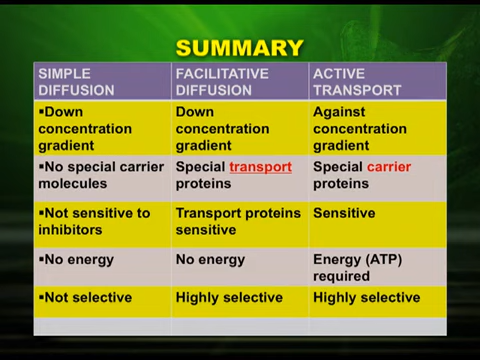 SUMMARY
SIMPLE DIFFUSION FACILITATIVE DIFFUSION ACTIVE TRANSPORT
▪Down concentration gradient Down concentration gradient Against concentration gradient
▪No special carrier molecules Special transport proteins Special carrier proteins
▪Not sensitive to inhibitors Transport proteins sensitive Sensitive
▪No energy No energy Energy (ATP) required
▪Not selective Highly selective Highly selective